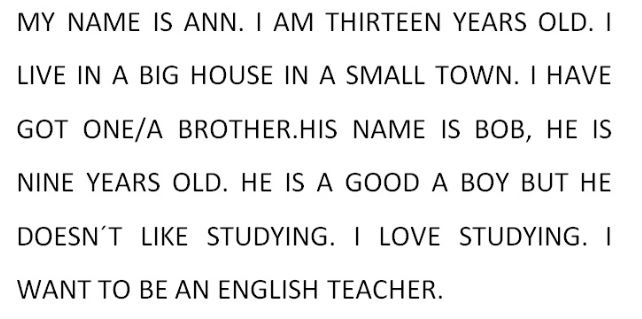 MY NAME IS ANN. I AM THIRTEEN YEARS OLD. I
LIVE IN A BIG HOUSE IN A SMALL TOWN. I HAVE
GOT ONE/A BROTHER.HIS NAME IS BOB, HE IS
NINE YEARS OLD. HE IS A GOOD A BOY BUT HE
DOESN´T LIKE STUDYING. I LOVE STUDYING. I
WANT TO BE AN ENGLISH TEACHER.